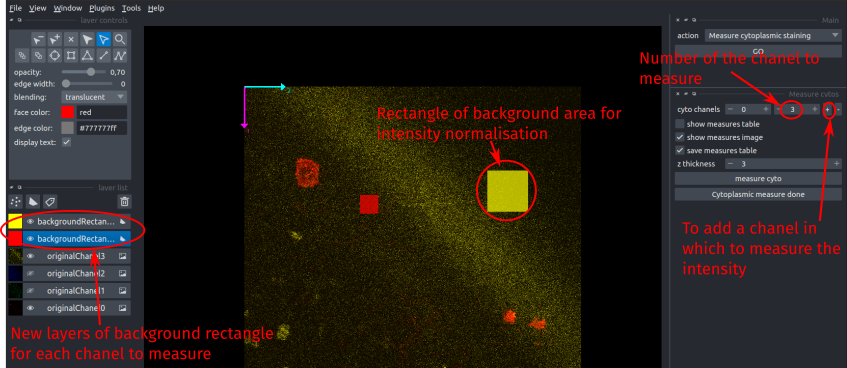 File View Window Plugins Tools Help
layer controls
opacity: 0,70
edge width: 0
blending: translucent
face color: red
edge color: #777777ff
display text:
layer list
backgroundRectan...
backgroundRectan...
originalChanel3
originalChanel2
originalChanel1
originalChanel0
New layers of background rectangle
for each chanel to measure
Rectangle of background area for
intensity normalisation
Main
action Measure cytoplasmic staining
GO
Number of the chanel to
measure
Measure cytos
cyto chanels - 0 + - 3 + + -
show measures table
show measures image
save measures table
z thickness - 3 +
measure cyto
Cytoplasmic measure done
To add a chanel in
which to measure the
intensity